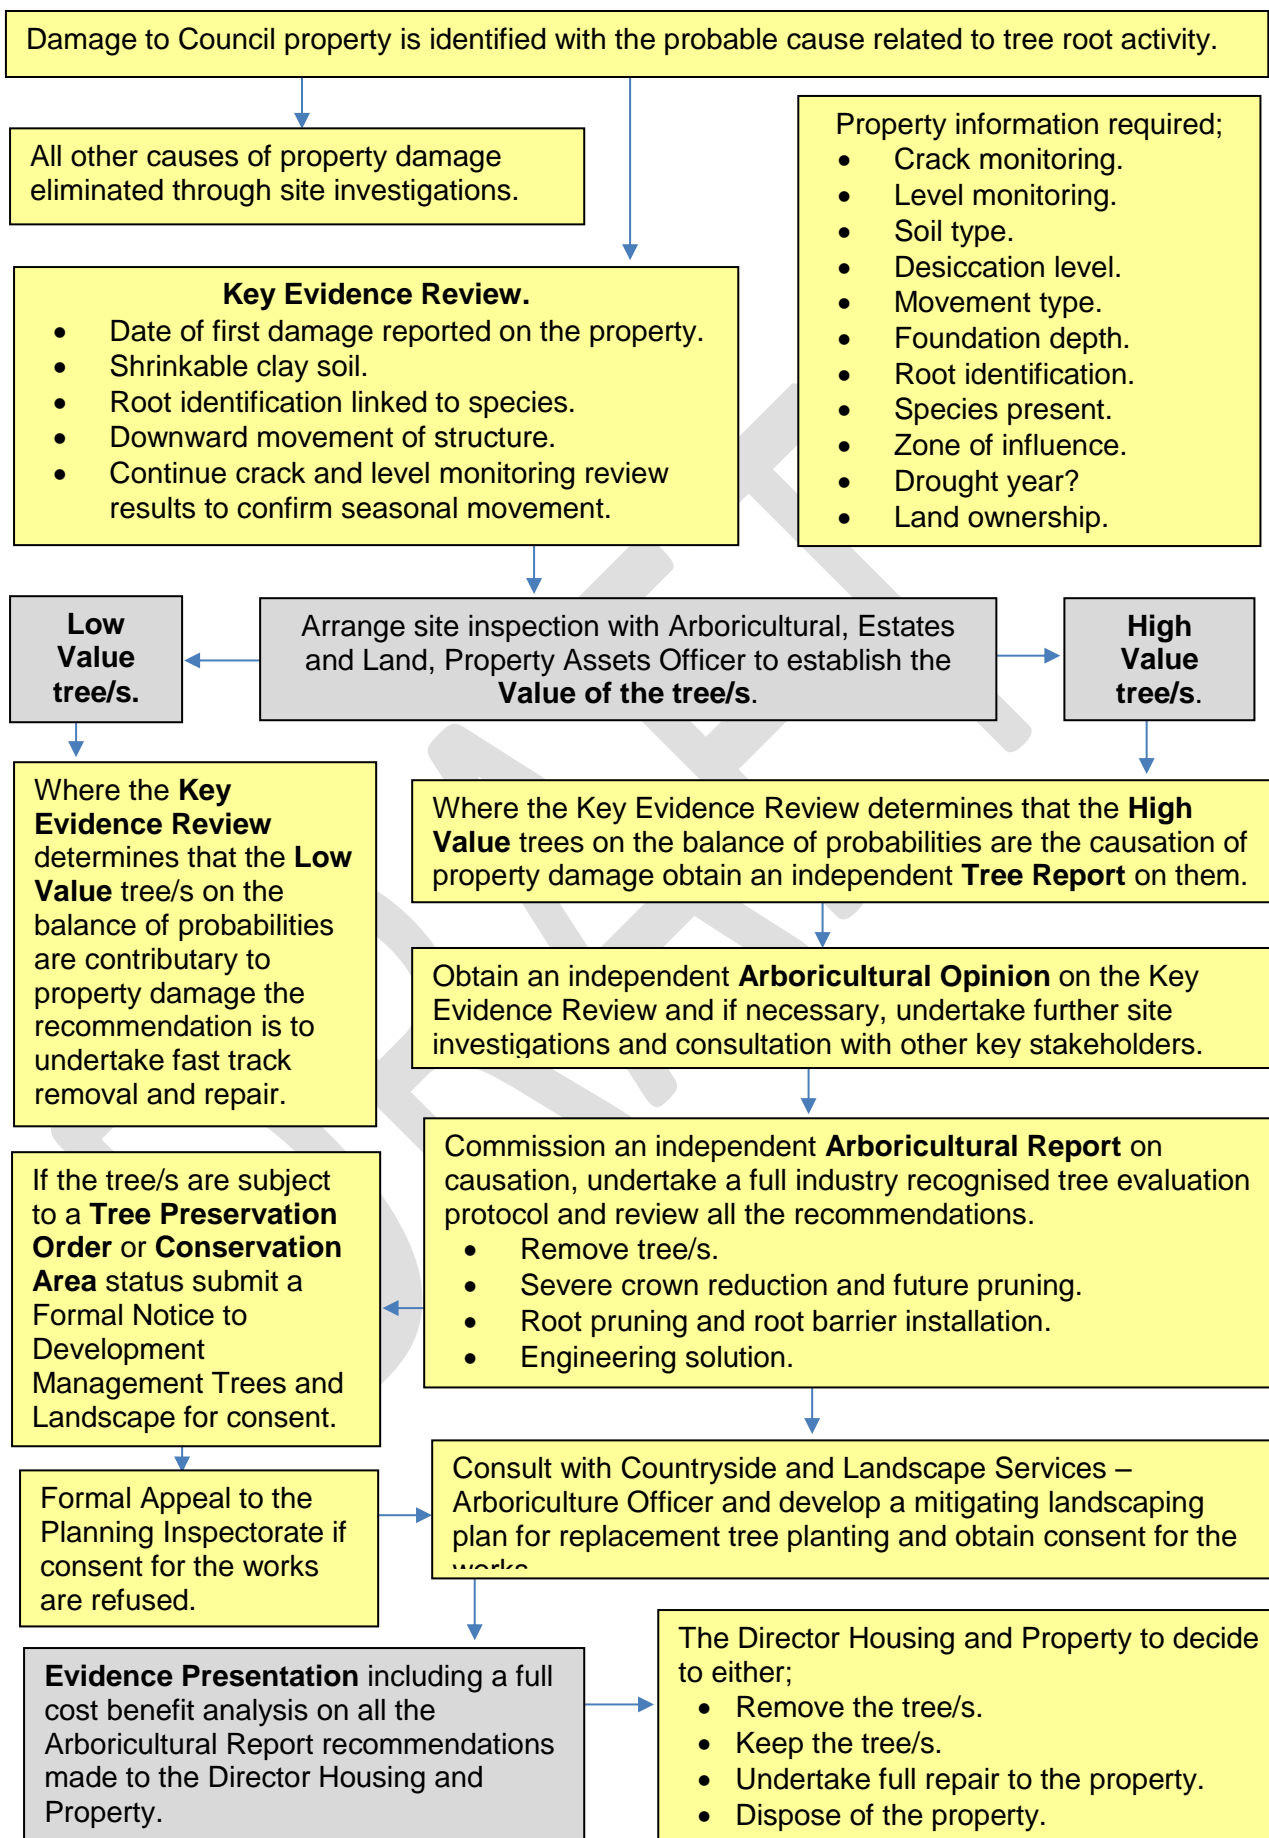 Damage to Council property is identified with the probable cause related to tree root activity.
All other causes of property damage
eliminated through site investigations.
Property information required;
• Crack monitoring.
• Level monitoring.
• Soil type.
• Desiccation level.
• Movement type.
• Foundation depth.
• Root identification.
• Species present.
• Zone of influence.
• Drought year?
• Land ownership.
Key Evidence Review.
• Date of first damage reported on the property.
• Shrinkable clay soil.
• Root identification linked to species.
• Downward movement of structure.
• Continue crack and level monitoring review
results to confirm seasonal movement.
Low
Value
tree/s.
Arrange site inspection with Arboricultural, Estates
and Land, Property Assets Officer to establish the
Value of the tree/s.
High
Value
tree/s.
Where the Key
Evidence Review
determines that the Low
Value tree/s on the
balance of probabilities
are contributary to
property damage the
recommendation is to
undertake fast track
removal and repair.
Where the Key Evidence Review determines that the High
Value trees on the balance of probabilities are the causation of
property damage obtain an independent Tree Report on them.
Obtain an independent Arboricultural Opinion on the Key
Evidence Review and if necessary, undertake further site
investigations and consultation with other key stakeholders.
Commission an independent Arboricultural Report on
causation, undertake a full industry recognised tree evaluation
protocol and review all the recommendations.
• Remove tree/s.
• Severe crown reduction and future pruning.
• Root pruning and root barrier installation.
• Engineering solution.
If the tree/s are subject
to a Tree Preservation
Order or Conservation
Area status submit a
Formal Notice to
Development
Management Trees and
Landscape for consent.
Formal Appeal to the
Planning Inspectorate if
consent for the works
are refused.
Consult with Countryside and Landscape Services –
Arboriculture Officer and develop a mitigating landscaping
plan for replacement tree planting and obtain consent for the
works
Evidence Presentation including a full
cost benefit analysis on all the
Arboricultural Report recommendations
made to the Director Housing and
Property.
The Director Housing and Property to decide
to either;
• Remove the tree/s.
• Keep the tree/s.
• Undertake full repair to the property.
• Dispose of the property.
DRAFT